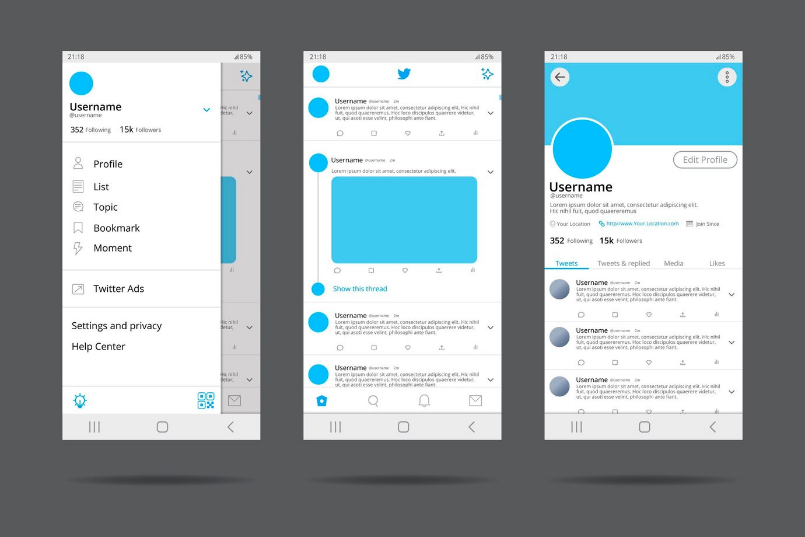 21:18
85%
Username
@username
352 Following 15k Followers
Profile
List
Topic
Bookmark
Moment
Twitter Ads
Settings and privacy
Help Center
21:18
85%
Username @username 2m
Lorem ipsum dolor sit amet, consectetur adipiscing elit.
fuit, quog quaereremus. Hoc loco discipulos quaerere videtur,
ut, qui asoti esse velint, philosophi ante fiant.
Username @username 2m
Lorem ipsum dolor sit amet, consectetur adipiscing elit.
Show this thread
Username @username 2m
Lorem ipsum dolor sit amet, consectetur adipiscing elit. Hic nihil
fuit, quod quaereremus. Hoc loco discipulos quaerere videtur,
ut, qui asoti esse velint, philosophi ante fiant.
Username @username 2m
Lorem ipsum dolor sit amet, consectetur adipiscing elit. Hic nihil
fuit, quod quaereremus. Hoc loco discipulos quaerere videtur,
ut, qui asoti esse velint, philosophi ante fiant.
21:18
85%
Edit Profile
Username
@username
Lorem ipsum dolor sit amet, consectetur adipiscing elit.
Hic nihil fuit, quod quaereremus
Your Location http//www.Your Location.com Join Since
352 Following 15k Followers
Tweets Tweets & replied Media Likes
Username @username 2m
Lorem ipsum dolor sit amet, consectetur adipiscing elit. Hic nihil
fuit, quod quaereremus. Hoc loco discipulos quaerere videtur,
ut, qui asoti esse velint, philosophi ante fiant.
Username @username 2m
Lorem ipsum dolor sit amet, consectetur adipiscing elit. Hic nihil
fuit, quod quaereremus. Hoc loco discipulos quaerere videtur,
ut, qui asoti esse velint, philosophi ante fiant.
Username @username 2m
Lorem ipsum dolor sit amet, consectetur adipiscing elit. Hic nihil
fuit, quod quaereremus. Hoc loco discipulos quaerere videtur,
ut, qui asoti esse velint, philosophi ante fiant.